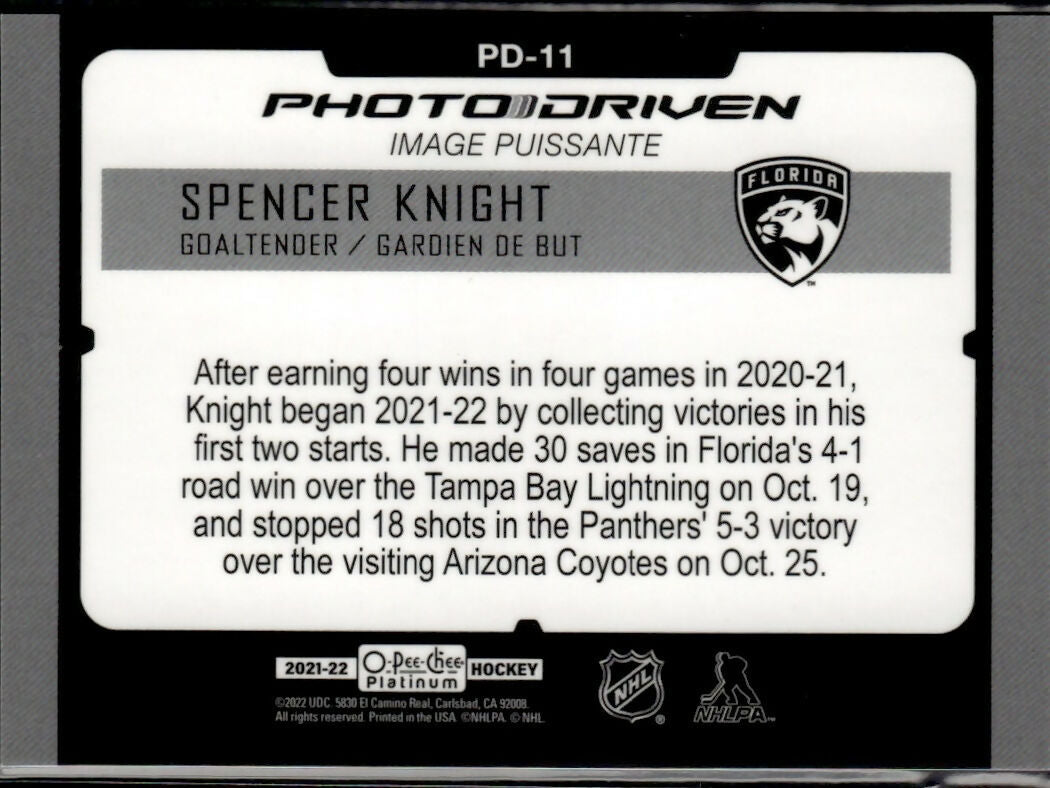 PD-11
PHOTO DRIVEN
IMAGE PUISSANTE
SPENCER KNIGHT
GOALTENDER / GARDIEN DE BUT
FLORIDA
TM
After earning four wins in four games in 2020-21,
Knight began 2021-22 by collecting victories in his
first two starts. He made 30 saves in Florida's 4-1
road win over the Tampa Bay Lightning on Oct. 19,
and stopped 18 shots in the Panthers' 5-3 victory
over the visiting Arizona Coyotes on Oct. 25.
2021-22 O-Pee-Chee Platinum HOCKEY
©2022 UDC. 5830 El Camino Real, Carlsbad, CA 92008.
All rights reserved. Printed in the USA. ©NHLPA. © NHL.
NHL ®
NHLPA™